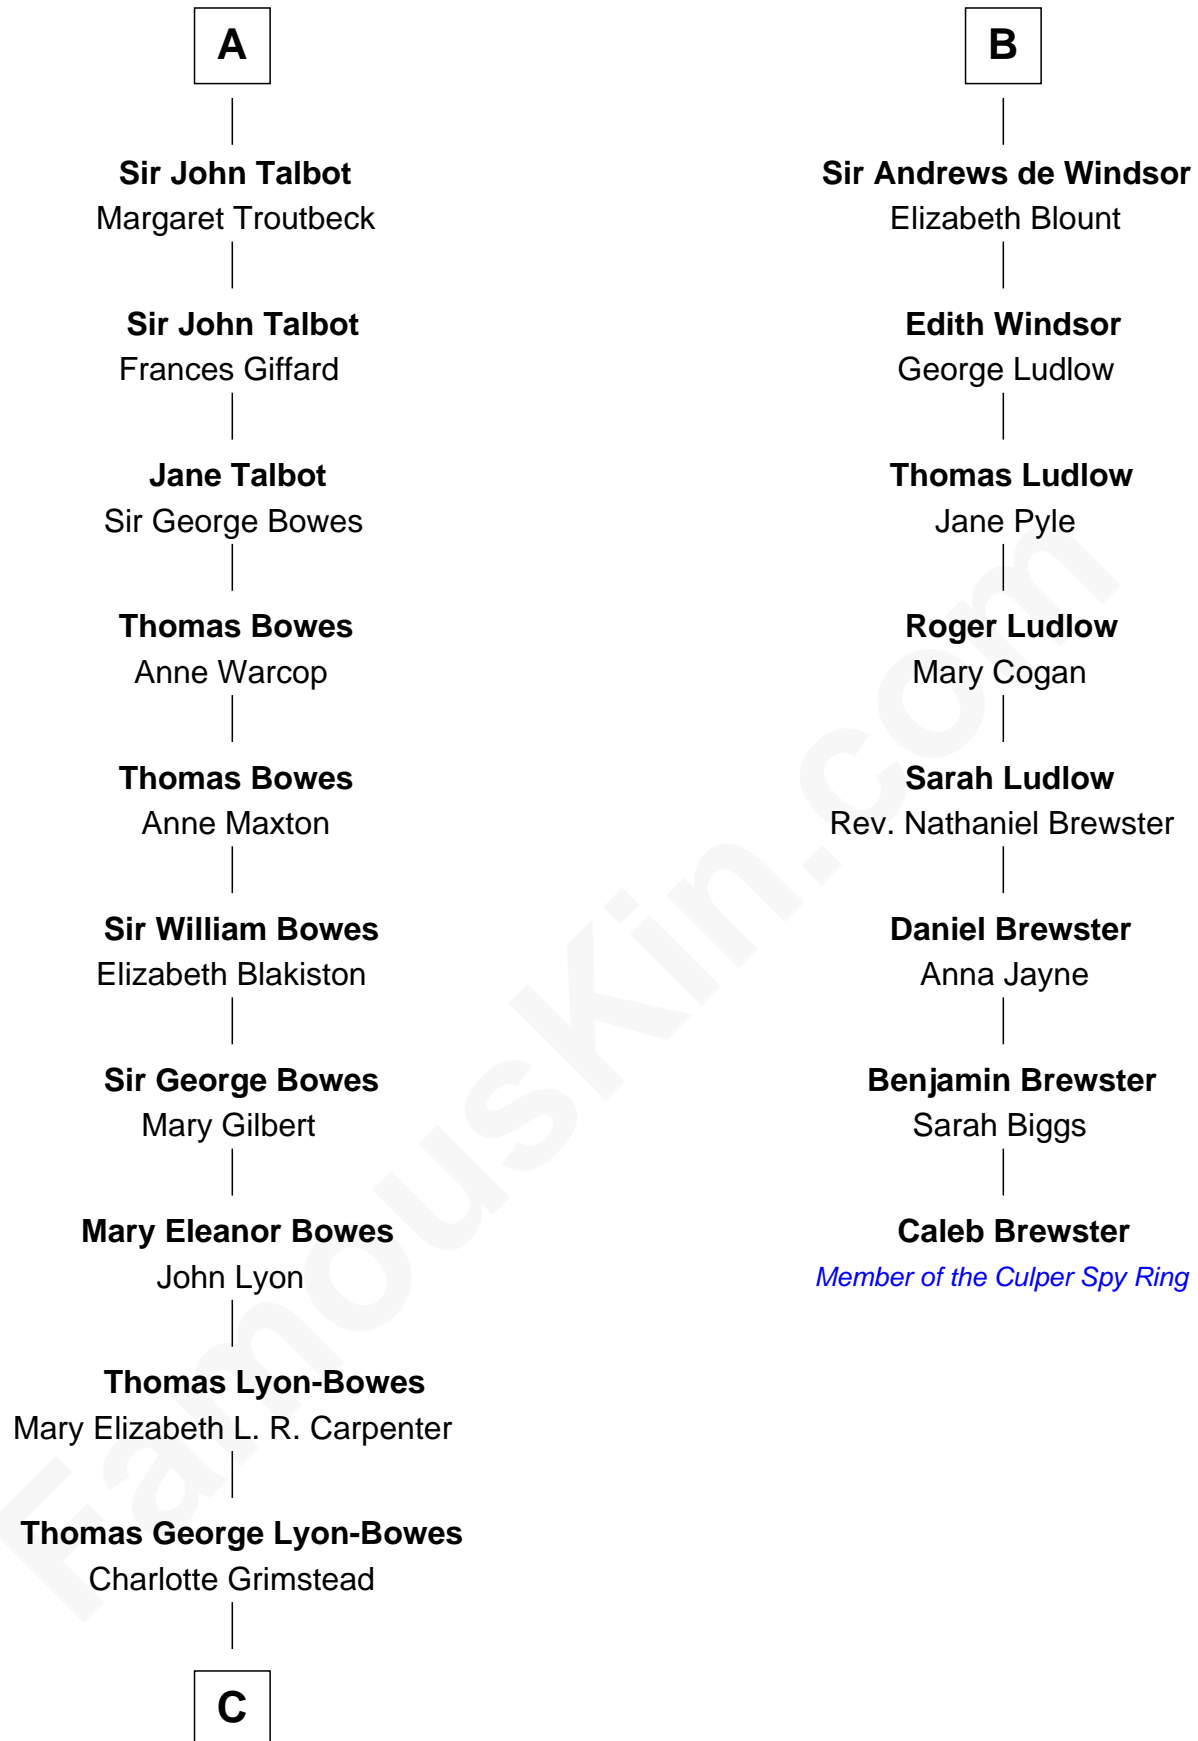 A
Sir John Talbot
Margaret Troutbeck
Sir John Talbot
Frances Giffard
Jane Talbot
Sir George Bowes
Thomas Bowes
Anne Warcop
Thomas Bowes
Anne Maxton
Sir William Bowes
Elizabeth Blakiston
Sir George Bowes
Mary Gilbert
Mary Eleanor Bowes
John Lyon
Thomas Lyon-Bowes
Mary Elizabeth L. R. Carpenter
Thomas George Lyon-Bowes
Charlotte Grimstead
C
B
Sir Andrews de Windsor
Elizabeth Blount
Edith Windsor
George Ludlow
Thomas Ludlow
Jane Pyle
Roger Ludlow
Mary Cogan
Sarah Ludlow
Rev. Nathaniel Brewster
Daniel Brewster
Anna Jayne
Benjamin Brewster
Sarah Biggs
Caleb Brewster
Member of the Culper Spy Ring
FamousKin.com